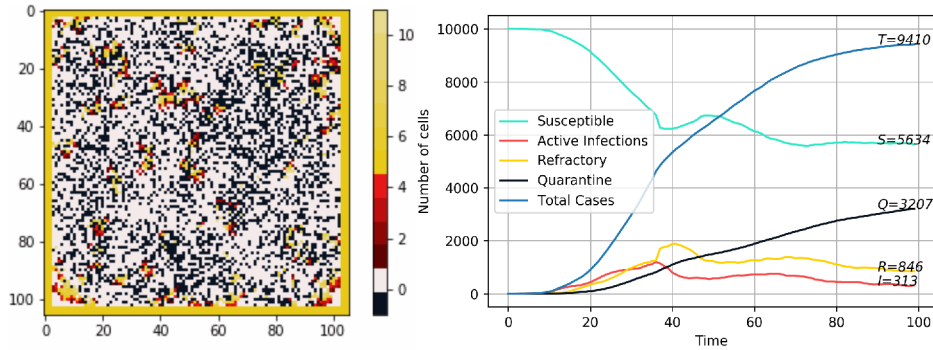 0
20
40
60
80
100
0
20
40
60
80
100
10
8
6
4
2
0
Number of cells
10000
8000
6000
4000
2000
0
Susceptible
Active Infections
Refractory
Quarantine
Total Cases
T=9410
S=5634
Q=3207
R=846
I=313
0
20
40
60
80
100
Time